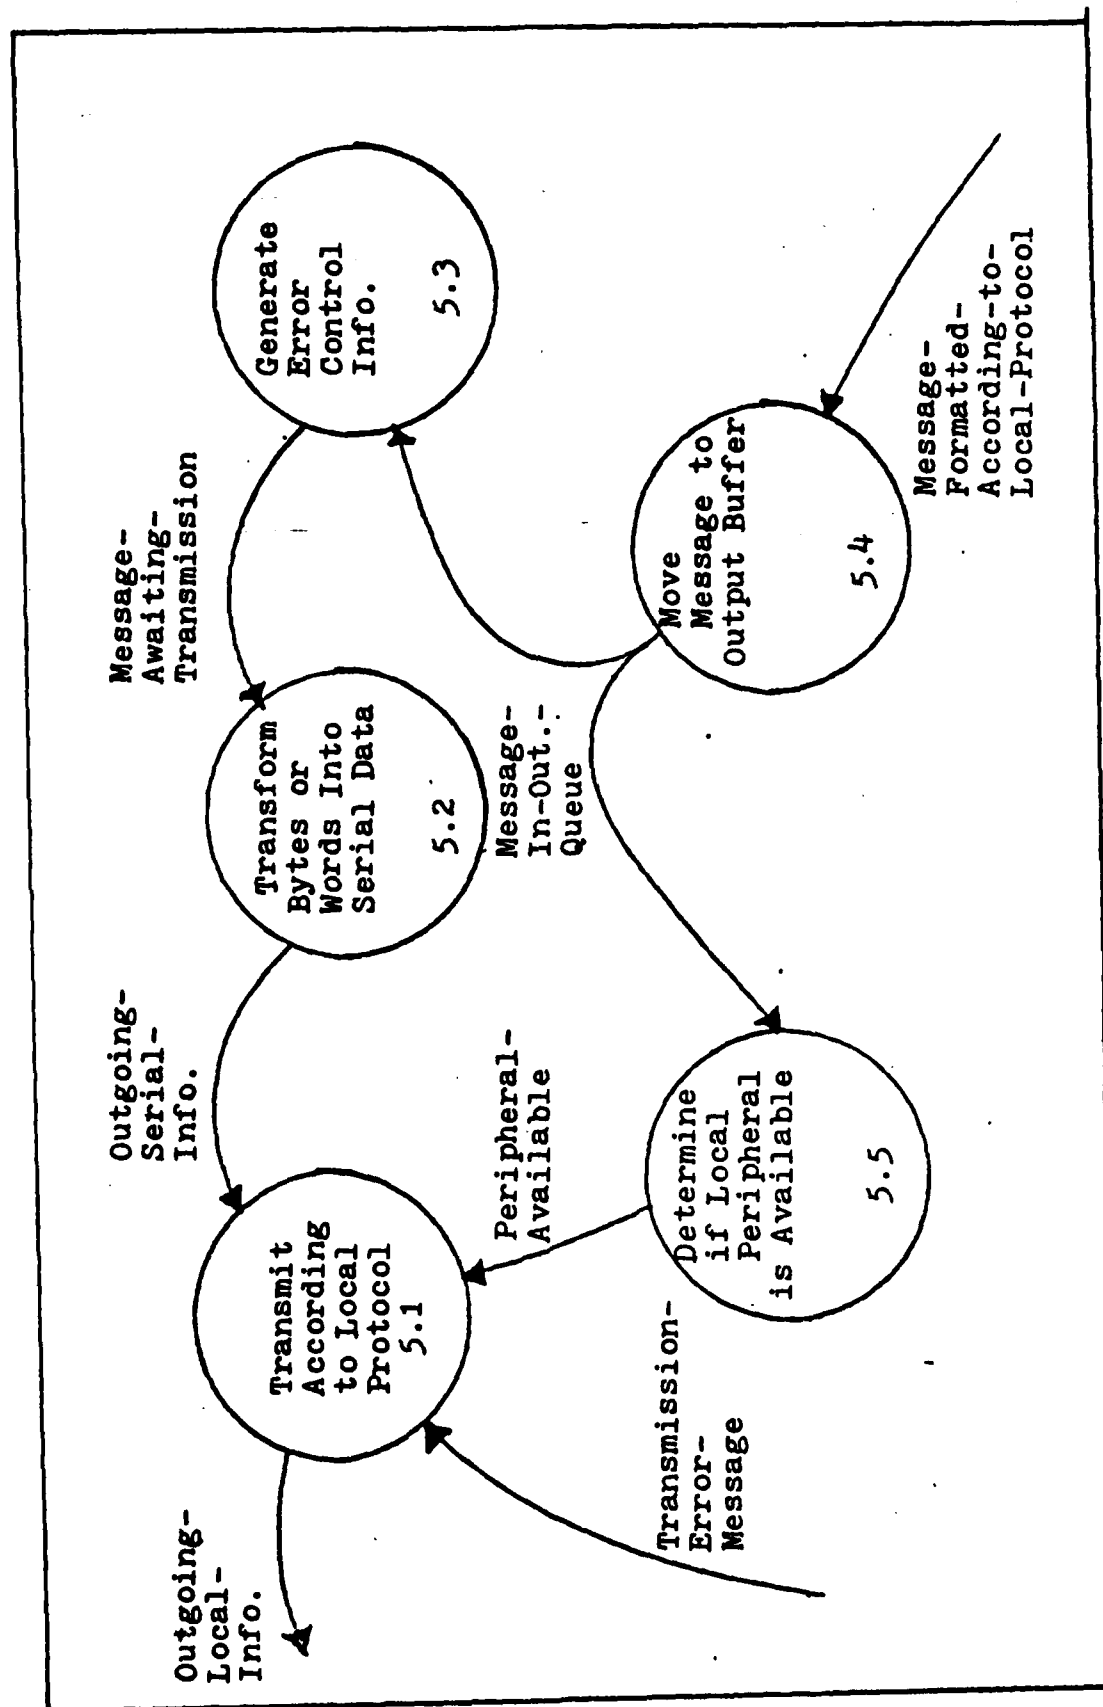 Outgoing-
Local-
Info.
Outgoing-
Serial-
Info.
Message-
Awaiting-
Transmission
Transmit
According
to Local
Protocol
5.1
Transform
Bytes or
Words Into
Serial Data
5.2
Generate
Error
Control
Info.
5.3
Peripheral-
Available
Message-
In-Out.-
Queue
Transmission-
Error-
Message
Determine
if Local
Peripheral
is Available
5.5
Move
Message to
Output Buffer
5.4
Message-
Formatted-
According-to-
Local-Protocol